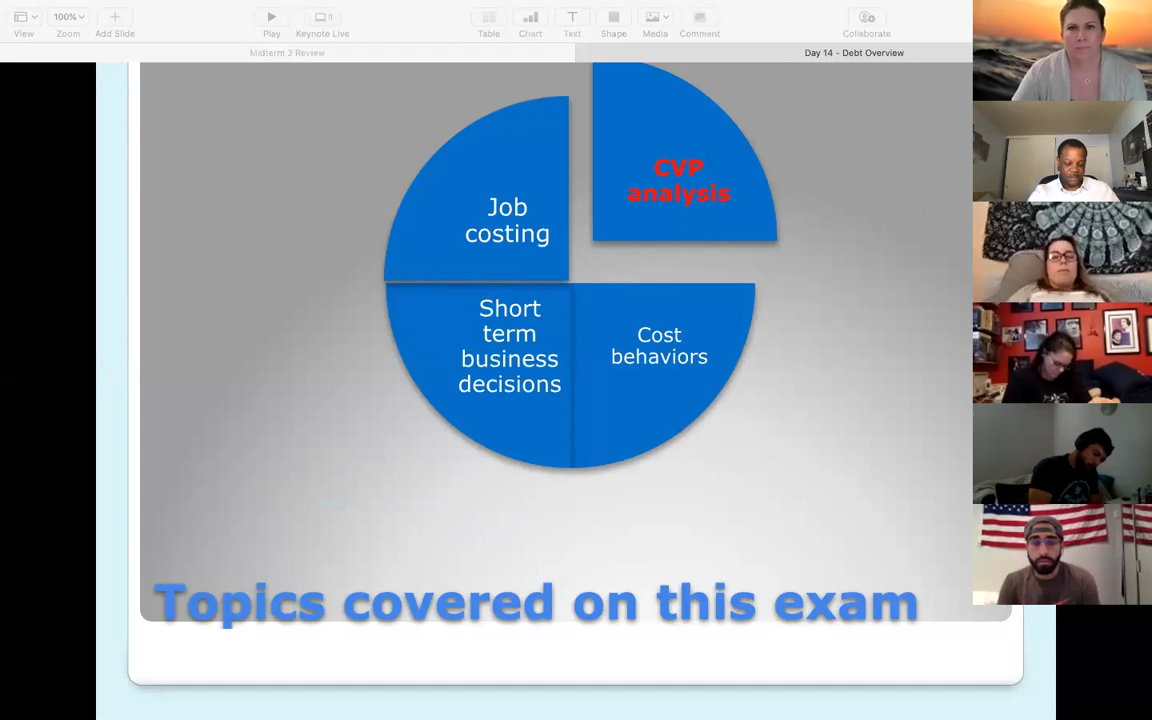 100%
View
Zoom
Add Slide
Play
Keynote Live
Table
Chart
Text
Shape
Media
Comment
Collaborate
Midterm 2 Review
Day 14 - Debt Overview
CVP
analysis
Job
costing
Short
term
business
decisions
Cost
behaviors
Topics covered on this exam